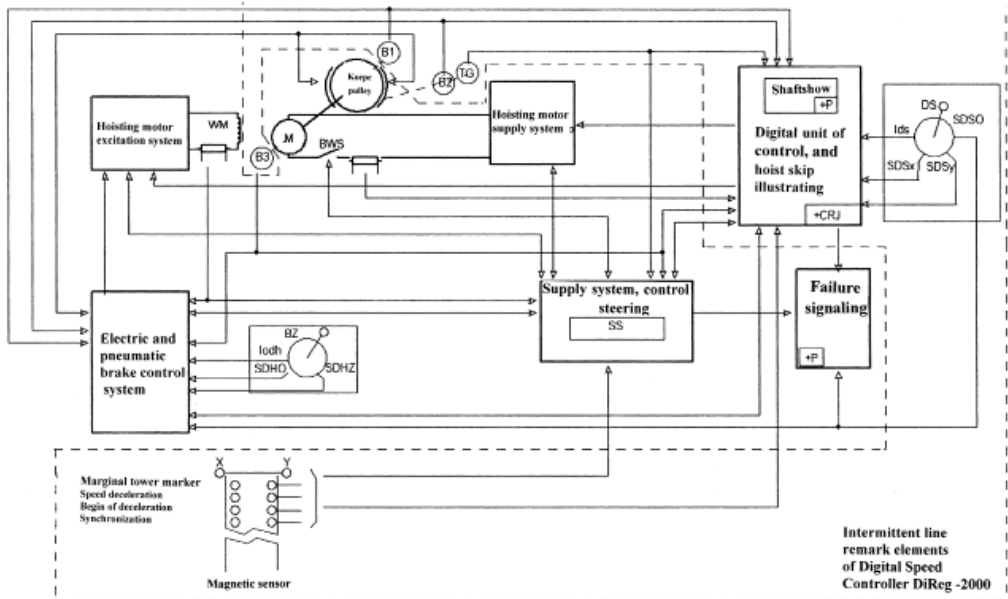 B1
B2
TG
Koepe
pulley
Shaftshow
+P
Hoisting motor
excitation system
WM
M
B3
BWS
Hoisting motor
supply system
Digital unit of
control, and
hoist skip
illustrating
+CRJ
DS
SDSO
Ids
SDSx
SDSy
Electric and
pneumatic
brake control
system
BZ
Iodh
SDHO
SDHZ
Supply system, control
steering
SS
Failure
signaling
+P
X
Y
Marginal tower marker
Speed deceleration
Begin of deceleration
Synchronization
Magnetic sensor
Intermittent line
remark elements
of Digital Speed
Controller DiReg -2000